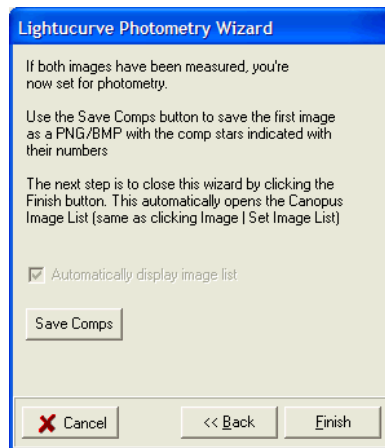 Lightucurve Photometry Wizard
If both images have been measured, you're
now set for photometry.
Use the Save Comps button to save the first image
as a PNG/BMP with the comp stars indicated with
their numbers
The next step is to close this wizard by clicking the
Finish button. This automatically opens the Canopus
Image List (same as clicking Image | Set Image List)
Automatically display image list
Save Comps
Cancel
<< Back
Finish